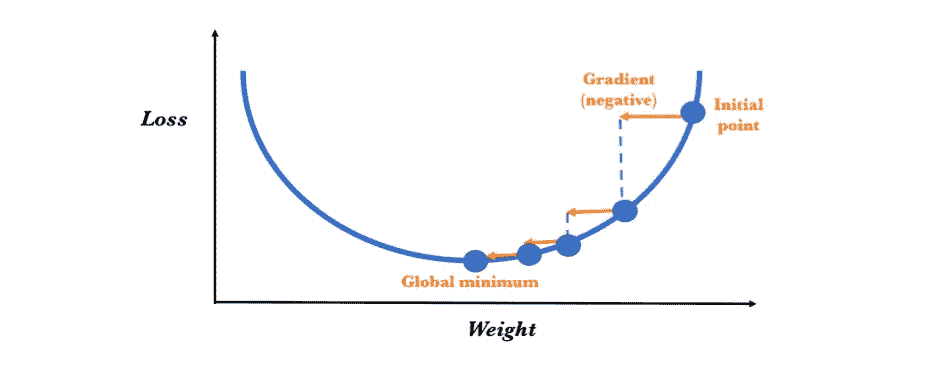 Gradient
(negative)
Initial
point
Loss
Global minimum
Weight